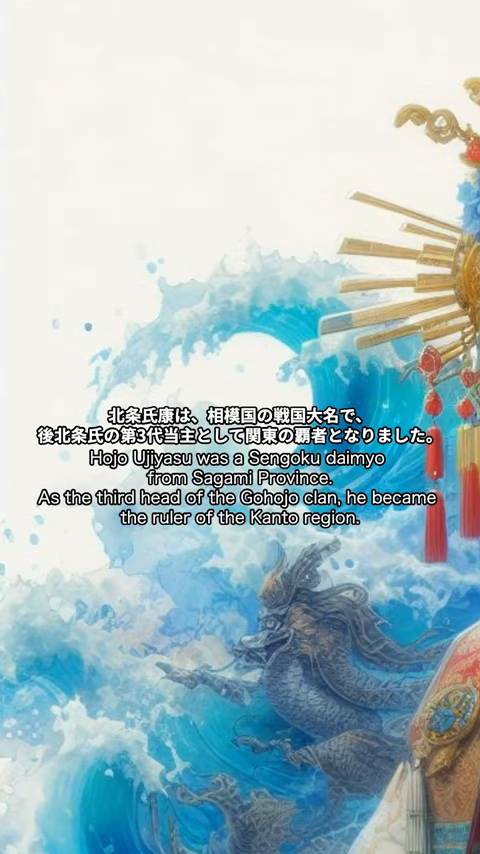 北条氏康は、相模国の戦国大名で、
後北条氏の第3代当主として関東の覇者となりました。
Hojo Ujiyasu was a Sengoku daimyo
from Sagami Province.
As the third head of the Gohojo clan, he became
the ruler of the Kanto region.